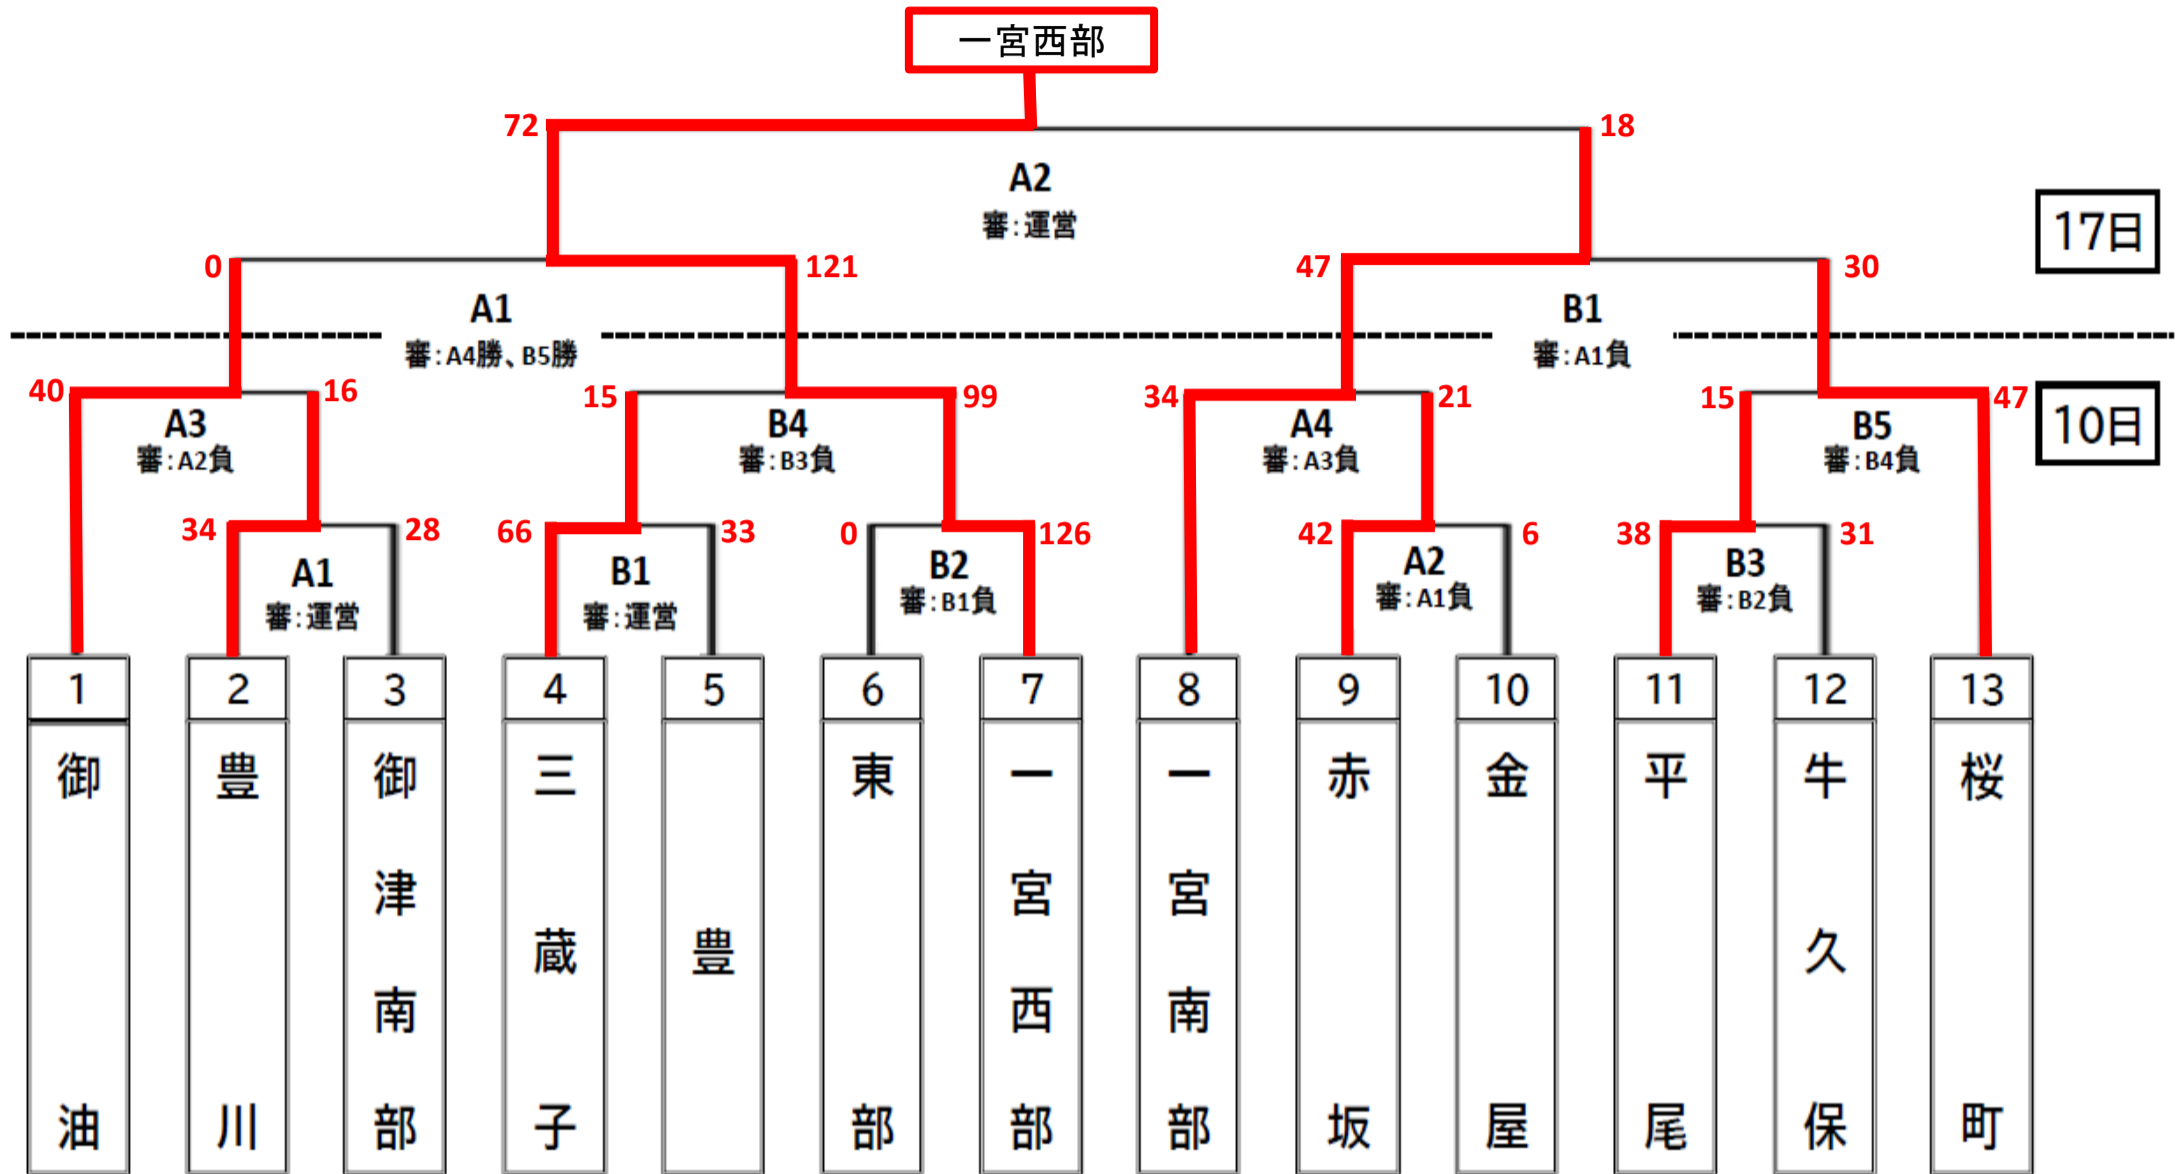 一宮西部
72
18
A2
審：運営
17日
0
121
47
30
A1
審：A4勝、B5勝
B1
審：A1負
10日
40
16
15
99
34
21
15
47
A3
審：A2負
B4
審：B3負
A4
審：A3負
B5
審：B4負
34
28
66
33
0
126
42
6
38
31
A1
審：運営
B1
審：運営
B2
審：B1負
A2
審：A1負
B3
審：B2負
1
2
3
4
5
6
7
8
9
10
11
12
13
御油
豊川
御津南部
三蔵子
豊
東部
一宮西部
一宮南部
赤坂
金屋
平尾
牛久保
桜町